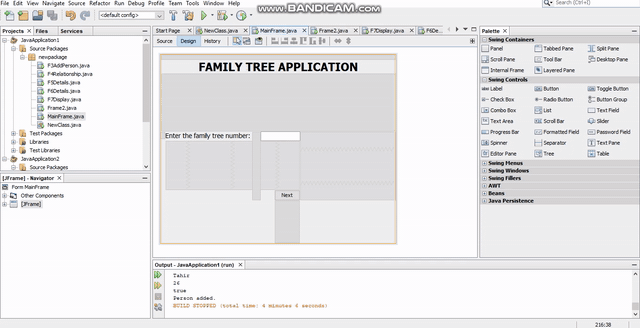 www.BANDICAM.com
File Edit View Navigate Source Refactor Run Debug Profile Team Tools Window Help
Search (Ctrl+I)
<default config>
Projects Files Services
Start Page NewClass.java MainFrame.java Frame2.java F7Display.java F6De...
Palette
Source Design History
JavaApplication1
Source Packages
newpackage
F3AddPerson.java
F4Relationship.java
F5Details.java
F6Details.java
F7Display.java
Frame2.java
MainFrame.java
NewClass.java
Test Packages
Libraries
Test Libraries
JavaApplication2
Source Packages
[JFrame] - Navigator
Form MainFrame
Other Components
[JFrame]
FAMILY TREE APPLICATION
Enter the family tree number:
Next
Swing Containers
Panel Tabbed Pane Split Pane
Scroll Pane Tool Bar Desktop Pane
Internal Frame Layered Pane
Swing Controls
Label Button Toggle Button
Check Box Radio Button Button Group
Combo Box List Text Field
Text Area Scroll Bar Slider
Progress Bar Formatted Field Password Field
Spinner Separator Text Pane
Editor Pane Tree Table
Swing Menus
Swing Windows
Swing Fillers
AWT
Beans
Java Persistence
Output - JavaApplication1 (run)
Tahir
26
true
Person added.
BUILD STOPPED (total time: 4 minutes 6 seconds)
216:38